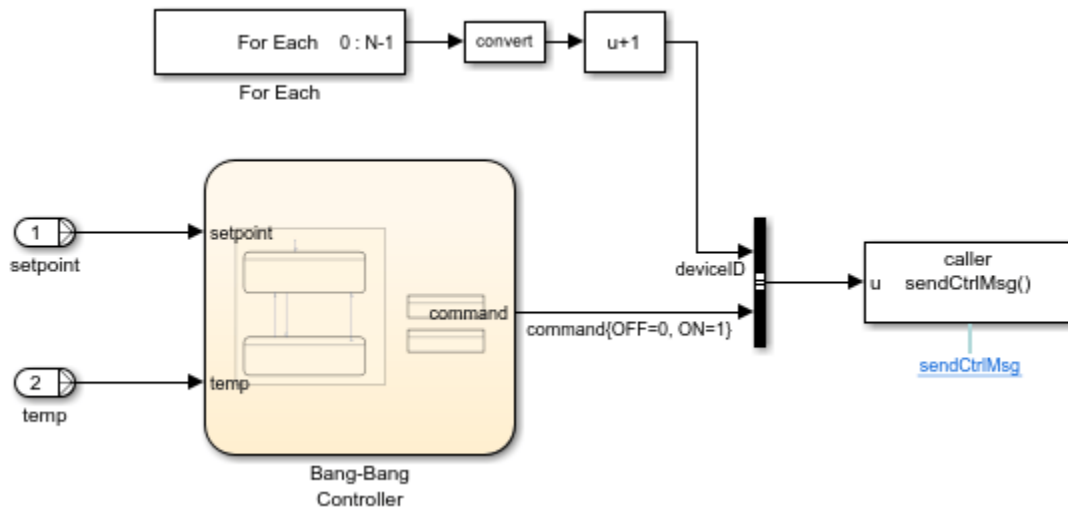 For Each 0 : N-1
convert
u+1
For Each
1
setpoint
setpoint
command
temp
2
temp
Bang-Bang
Controller
deviceID
command{OFF=0, ON=1}
caller
u sendCtrlMsg()
sendCtrlMsg